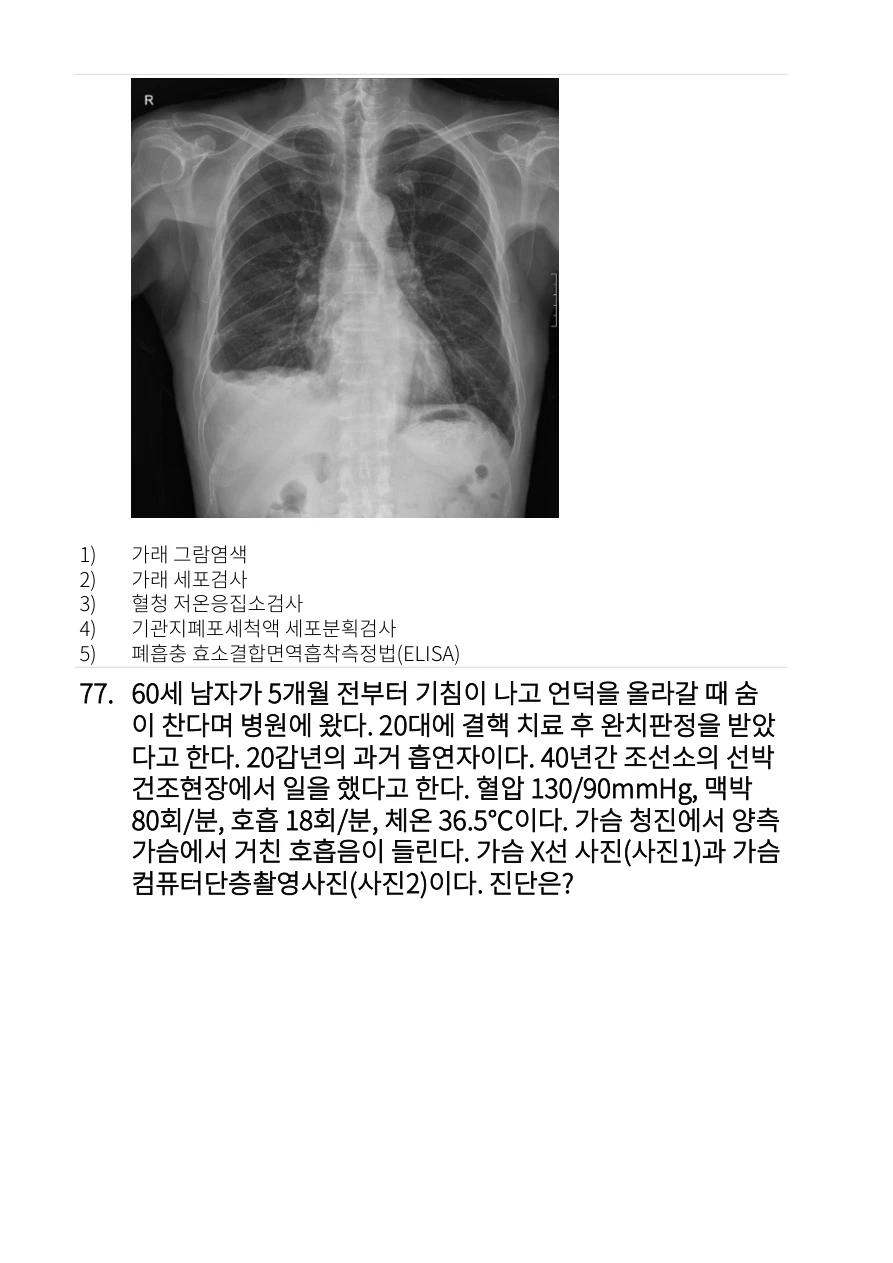 R
1) 가래 그람염색
2) 가래 세포검사
3) 혈청 저온응집소검사
4) 기관지폐포세척액 세포분획검사
5) 폐흡충 효소결합면역흡착측정법(ELISA)
77. 60세 남자가 5개월 전부터 기침이 나고 언덕을 올라갈 때 숨
이 찬다며 병원에 왔다. 20대에 결핵 치료 후 완치판정을 받았
다고 한다. 20갑년의 과거 흡연자이다. 40년간 조선소의 선박
건조현장에서 일을 했다고 한다. 혈압 130/90mmHg, 맥박
80회/분, 호흡 18회/분, 체온 36.5℃이다. 가슴 청진에서 양측
가슴에서 거친 호흡음이 들린다. 가슴 X선 사진(사진1)과 가슴
컴퓨터단층촬영사진(사진2)이다. 진단은?